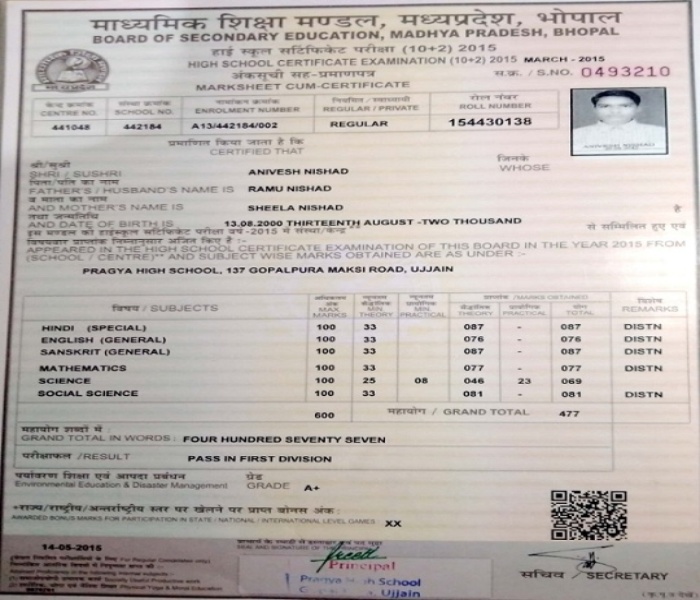 माध्यमिक शिक्षा मण्डल, मध्यप्रदेश, भोपाल
BOARD OF SECONDARY EDUCATION, MADHYA PRADESH, BHOPAL
हाई स्कूल सर्टिफिकेट परीक्षा (10+2) 2015
HIGH SCHOOL CERTIFICATE EXAMINATION (10+2) 2015 MARCH - 2015
अंकसूची सह-प्रमाणपत्र स.क्र. / S.NO. 0493210
MARKSHEET CUM-CERTIFICATE
केन्द्र क्रमांक संस्था क्रमांक नामांकन क्रमांक नियमित / स्वाध्यायी रोल नम्बर
CENTRE NO. SCHOOL NO. ENROLMENT NUMBER REGULAR / PRIVATE ROLL NUMBER
441048 442184 A13/442184/002 REGULAR 154430138
ANIVESH NISHAD
प्रमाणित किया जाता है कि
CERTIFIED THAT
श्री/सुश्री जिनके
SHRI / SUSHRI ANIVESH NISHAD WHOSE
पिता/पति का नाम
FATHER'S / HUSBAND'S NAME IS RAMU NISHAD
व माता का नाम
AND MOTHER'S NAME IS SHEELA NISHAD
तथा जन्मतिथि है
AND DATE OF BIRTH IS 13.08.2000 THIRTEENTH AUGUST -TWO THOUSAND
इस मण्डल की हाईस्कूल सर्टिफिकेट परीक्षा वर्ष-2015 में संस्था/केन्द्र से सम्मिलित हुए एवं
विषयवार प्राप्तांक निम्नानुसार अर्जित किए है :-
APPEARED IN THE HIGH SCHOOL CERTIFICATE EXAMINATION OF THIS BOARD IN THE YEAR 2015 FROM
(SCHOOL / CENTRE)** AND SUBJECT WISE MARKS OBTAINED ARE AS UNDER :-
PRAGYA HIGH SCHOOL, 137 GOPALPURA MAKSI ROAD, UJJAIN
विषय / SUBJECTS अधिकतम अंक MAX. MARKS न्यूनतम सैद्धांतिक MIN. THEORY न्यूनतम प्रायोगिक MIN. PRACTICAL प्राप्तांक / MARKS OBTAINED सैद्धांतिक THEORY प्रायोगिक PRACTICAL योग TOTAL विशेष REMARKS
HINDI (SPECIAL) 100 33 087 - 087 DISTN
ENGLISH (GENERAL) 100 33 076 - 076 DISTN
SANSKRIT (GENERAL) 100 33 087 - 087 DISTN
MATHEMATICS 100 33 077 - 077 DISTN
SCIENCE 100 25 08 046 23 069
SOCIAL SCIENCE 100 33 081 - 081 DISTN
600 महायोग / GRAND TOTAL 477
महायोग शब्दों में :
GRAND TOTAL IN WORDS : FOUR HUNDRED SEVENTY SEVEN
परीक्षाफल /RESULT PASS IN FIRST DIVISION
पर्यावरण शिक्षा एवं आपदा प्रबंधन ग्रेड
Environmental Education & Disaster Management GRADE A+
*राज्य/राष्ट्रीय/अन्तर्राष्ट्रीय स्तर पर खेलने पर प्राप्त बोनस अंक :
AWARDED BONUS MARKS FOR PARTICIPATION IN STATE / NATIONAL / INTERNATIONAL LEVEL GAMES : XX
14-05-2015
Principal
School
Ujjain
सचिव / SECRETARY